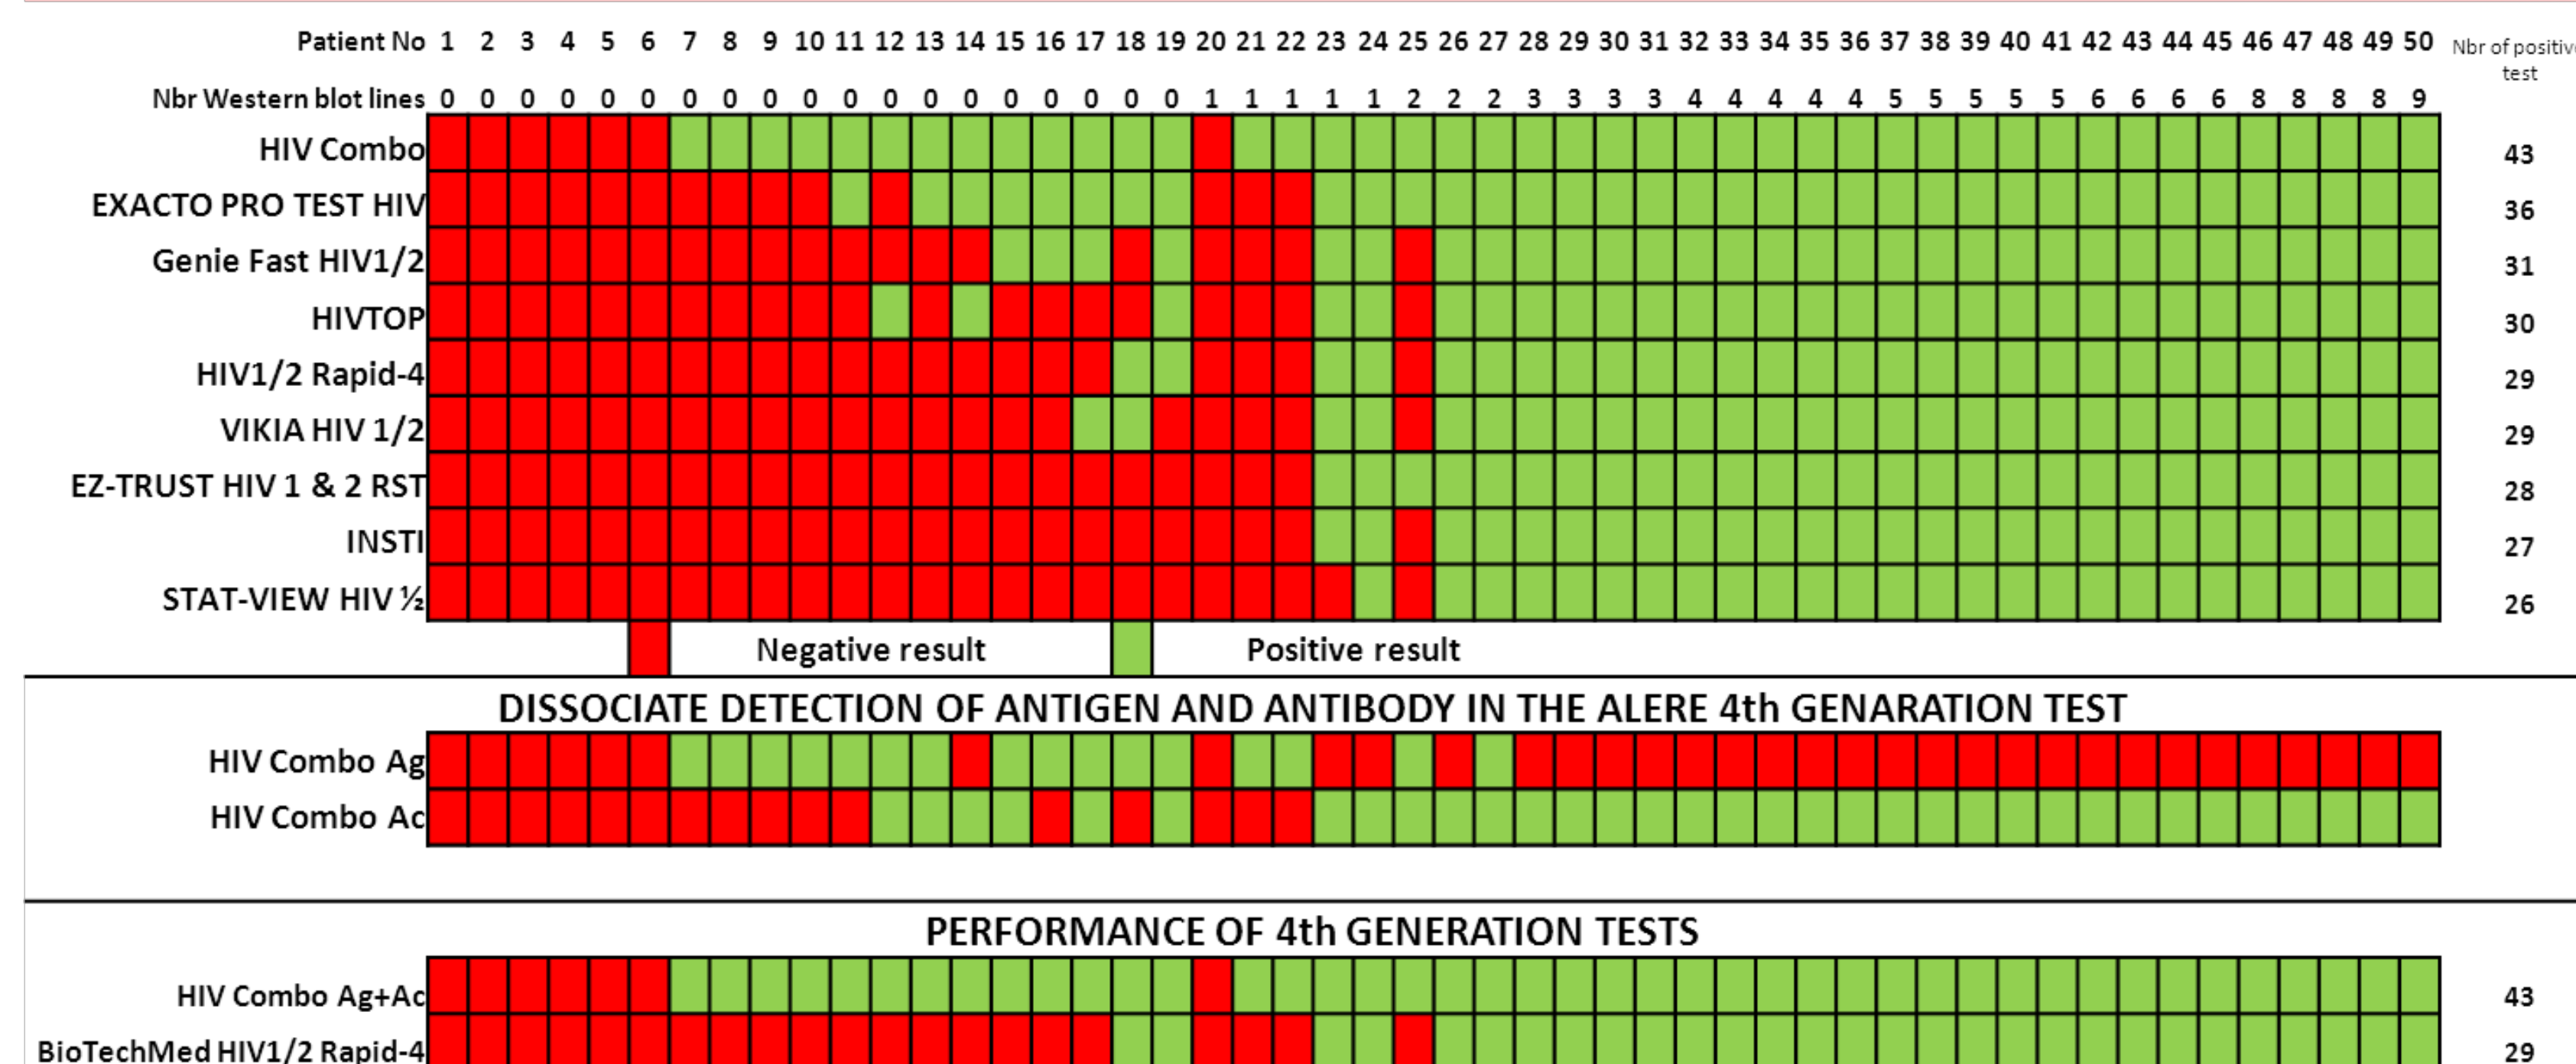 Patient No 1 2 3 4 5 6 7 8 9 10 11 12 13 14 15 16 17 18 19 20 21 22 23 24 25 26 27 28 29 30 31 32 33 34 35 36 37 38 39 40 41 42 43 44 45 46 47 48 49 50 Nbr of positiv
test
Nbr Western blot lines 0 0 0 0 0 0 0 0 0 0 0 0 0 0 0 0 0 0 0 1 1 1 1 1 2 2 2 3 3 3 3 4 4 4 4 4 5 5 5 5 5 6 6 6 6 8 8 8 8 9
HIV Combo 43
EXACTO PRO TEST HIV 36
Genie Fast HIV1/2 31
HIVTOP 30
HIV1/2 Rapid-4 29
VIKIA HIV 1/2 29
EZ-TRUST HIV 1 & 2 RST 28
INSTI 27
STAT-VIEW HIV ½ 26
Negative result Positive result
DISSOCIATE DETECTION OF ANTIGEN AND ANTIBODY IN THE ALERE 4th GENARATION TEST
HIV Combo Ag
HIV Combo Ac
PERFORMANCE OF 4th GENERATION TESTS
HIV Combo Ag+Ac 43
BioTechMed HIV1/2 Rapid-4 29